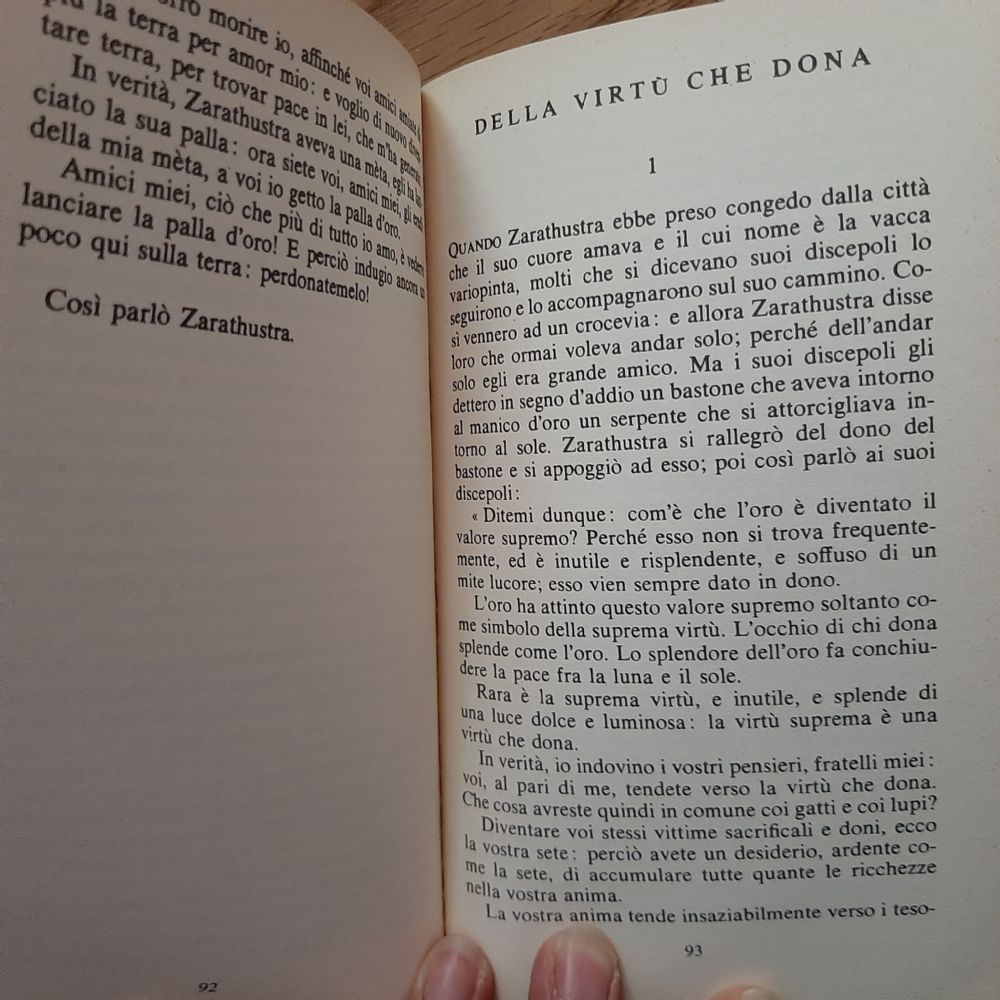 morire io, affinché voi amici amiate
la terra per amor mio: e voglio di nuovo
tare terra, per trovar pace in lei, che m'ha generato.
In verità, Zarathustra aveva una mèta, egli ha lan-
ciato la sua palla: ora siete voi, amici miei, gli eredi
della mia mèta, a voi io getto la palla d'oro.
Amici miei, ciò che più di tutto io amo, è vedervi
lanciare la palla d'oro! E perciò indugio ancora un
poco qui sulla terra: perdonatemelo!
Così parlò Zarathustra.
92
DELLA VIRTÙ CHE DONA
1
QUANDO Zarathustra ebbe preso congedo dalla città
che il suo cuore amava e il cui nome è la vacca
variopinta, molti che si dicevano suoi discepoli lo
seguirono e lo accompagnarono sul suo cammino. Co-
sì vennero ad un crocevia: e allora Zarathustra disse
loro che ormai voleva andar solo; perché dell'andar
solo egli era grande amico. Ma i suoi discepoli gli
dettero in segno d'addio un bastone che aveva intorno
al manico d'oro un serpente che si attorcigliava in-
torno al sole. Zarathustra si rallegrò del dono del
bastone e si appoggiò ad esso; poi così parlò ai suoi
discepoli:
« Ditemi dunque: com'è che l'oro è diventato il
valore supremo? Perché esso non si trova frequente-
mente, ed è inutile e risplendente, e soffuso di un
mite lucore; esso vien sempre dato in dono.
L'oro ha attinto questo valore supremo soltanto co-
me simbolo della suprema virtù. L'occhio di chi dona
splende come l'oro. Lo splendore dell'oro fa conchiu-
dere la pace fra la luna e il sole.
Rara è la suprema virtù, e inutile, e splende di
una luce dolce e luminosa: la virtù suprema è una
virtù che dona.
In verità, io indovino i vostri pensieri, fratelli miei:
voi, al pari di me, tendete verso la virtù che dona.
Che cosa avreste quindi in comune coi gatti e coi lupi?
Diventare voi stessi vittime sacrificali e doni, ecco
la vostra sete: perciò avete un desiderio, ardente co-
me la sete, di accumulare tutte quante le ricchezze
nella vostra anima.
La vostra anima tende insaziabilmente verso i teso-
93